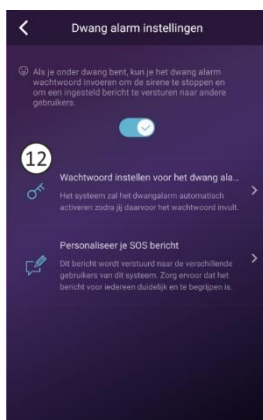 Dwang alarm instellingen
Als je onder dwang bent, kun je het dwang alarm
wachtwoord invoeren om de sirene te stoppen en
om een ingesteld bericht te versturen naar andere
gebruikers.
12
Wachtwoord instellen voor het dwang ala...
Het systeem zal het dwangalarm automatisch
activeren zodra jij daarvoor het wachtwoord invult.
Personaliseer je SOS bericht
Dit bericht wordt verstuurd naar de verschillende
gebruikers van dit systeem. Zorg ervoor dat het
bericht voor iedereen duidelijk en te begrijpen is.